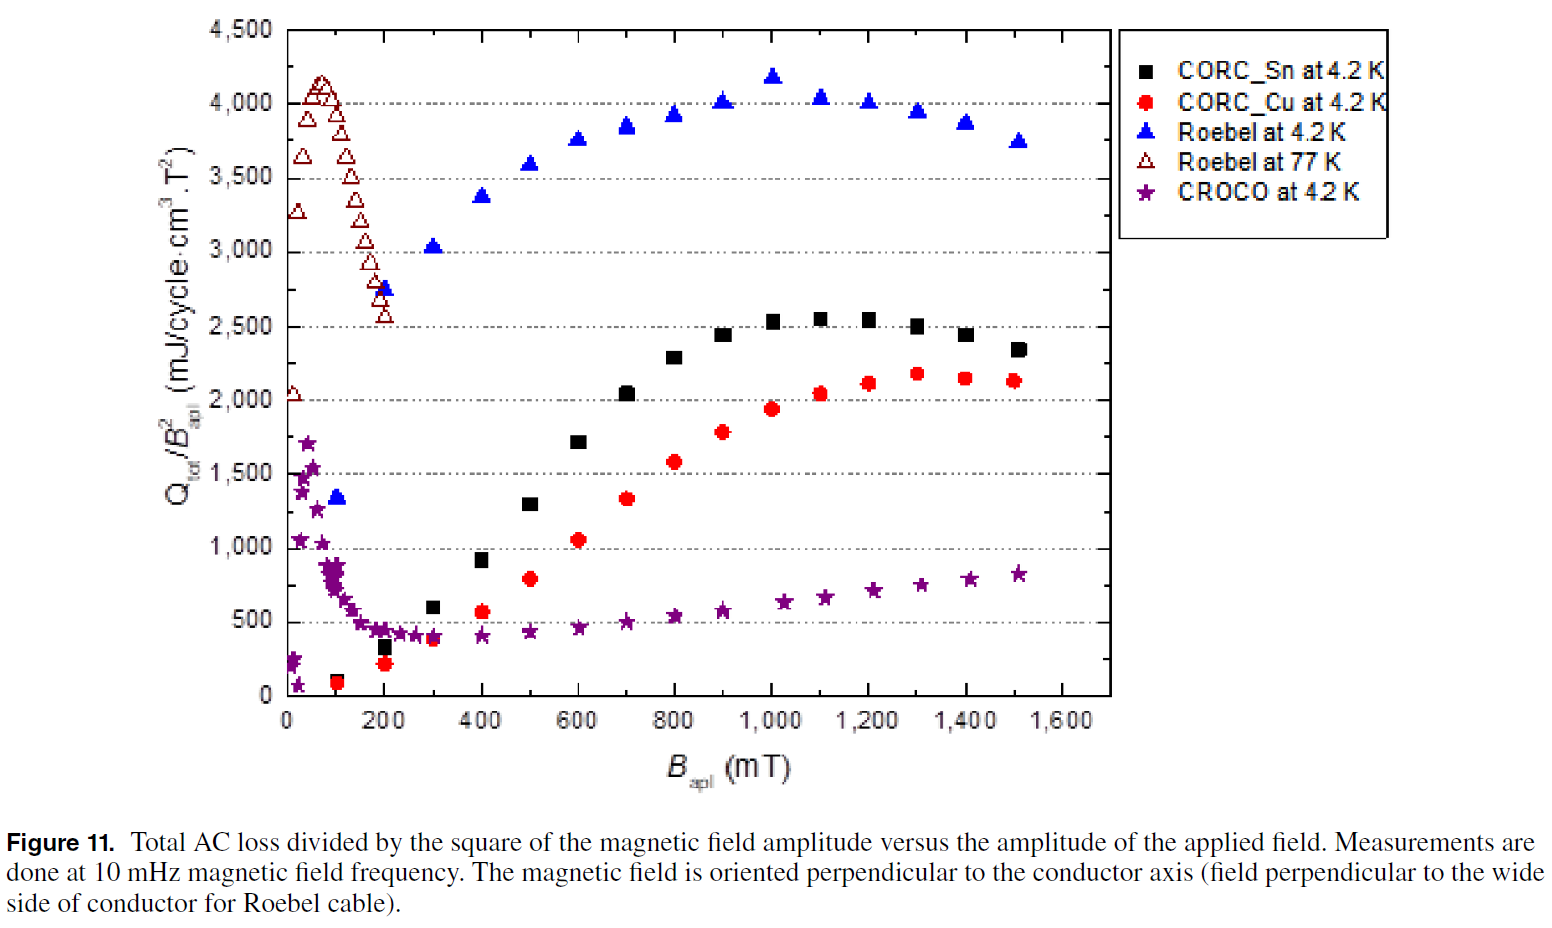 4,500
4,000
3,500
3,000
2,500
2,000
1,500
1,000
500
0
Q_tot/B²_apl (mJ/cycle·cm³.T²)
0 200 400 600 800 1,000 1,200 1,400 1,600
B_apl (mT)
CORC_Sn at 4.2 K
CORC_Cu at 4.2 K
Roebel at 4.2 K
Roebel at 77 K
CROCO at 4.2 K
Figure 11. Total AC loss divided by the square of the magnetic field amplitude versus the amplitude of the applied field. Measurements are
done at 10 mHz magnetic field frequency. The magnetic field is oriented perpendicular to the conductor axis (field perpendicular to the wide
side of conductor for Roebel cable).